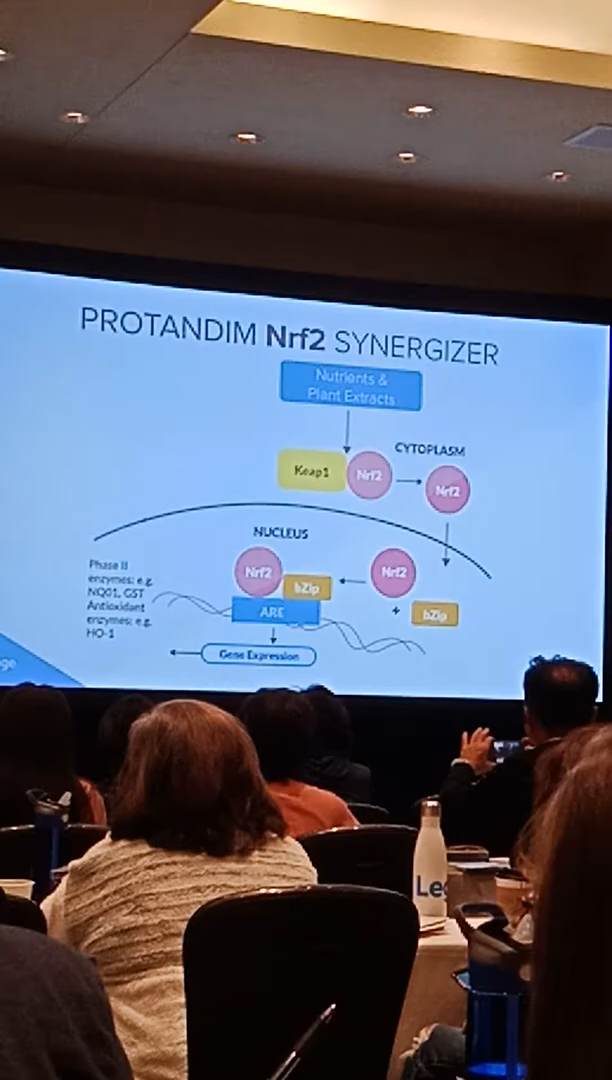 PROTANDIM Nrf2 SYNERGIZER
Nutrients &
Plant Extracts
CYTOPLASM
Keap1
Nrf2
Nrf2
NUCLEUS
Nrf2
bZip
ARE
Nrf2
+
bZip
Phase II
enzymes: e.g.
NQ01, GST
Antioxidant
enzymes: e.g.
HO-1
Gene Expression
ge
Le